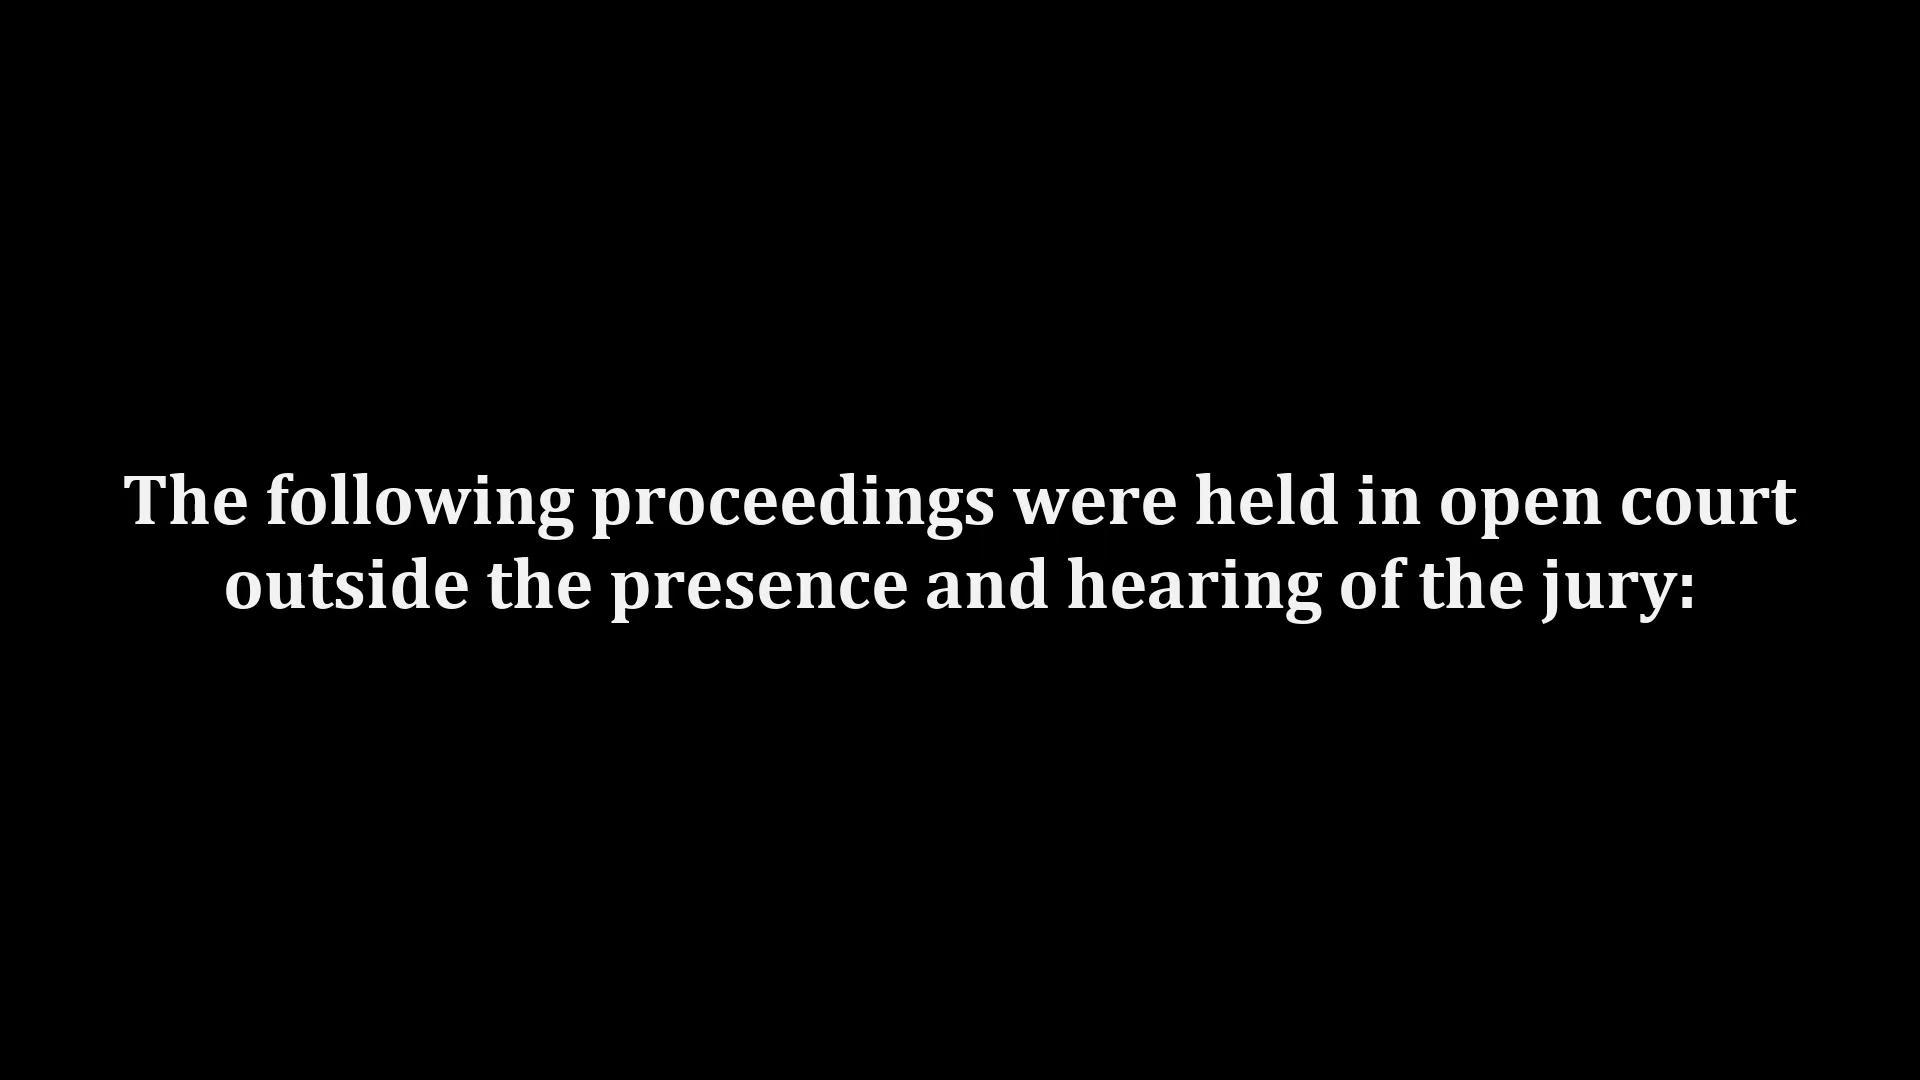 The following proceedings were held in open court
outside the presence and hearing of the jury: